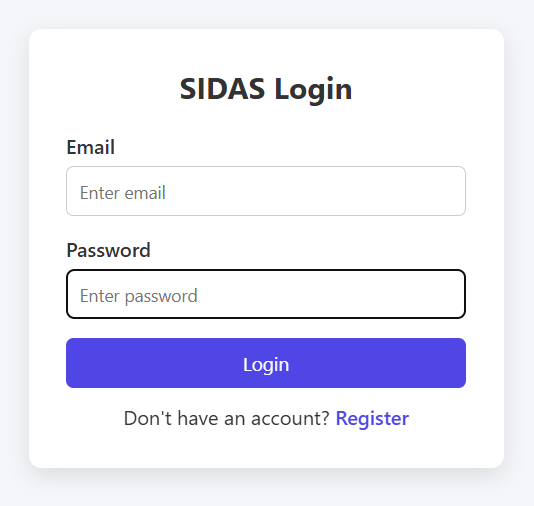 SIDAS Login
Email
Enter email
Password
Enter password
Login
Don't have an account? Register